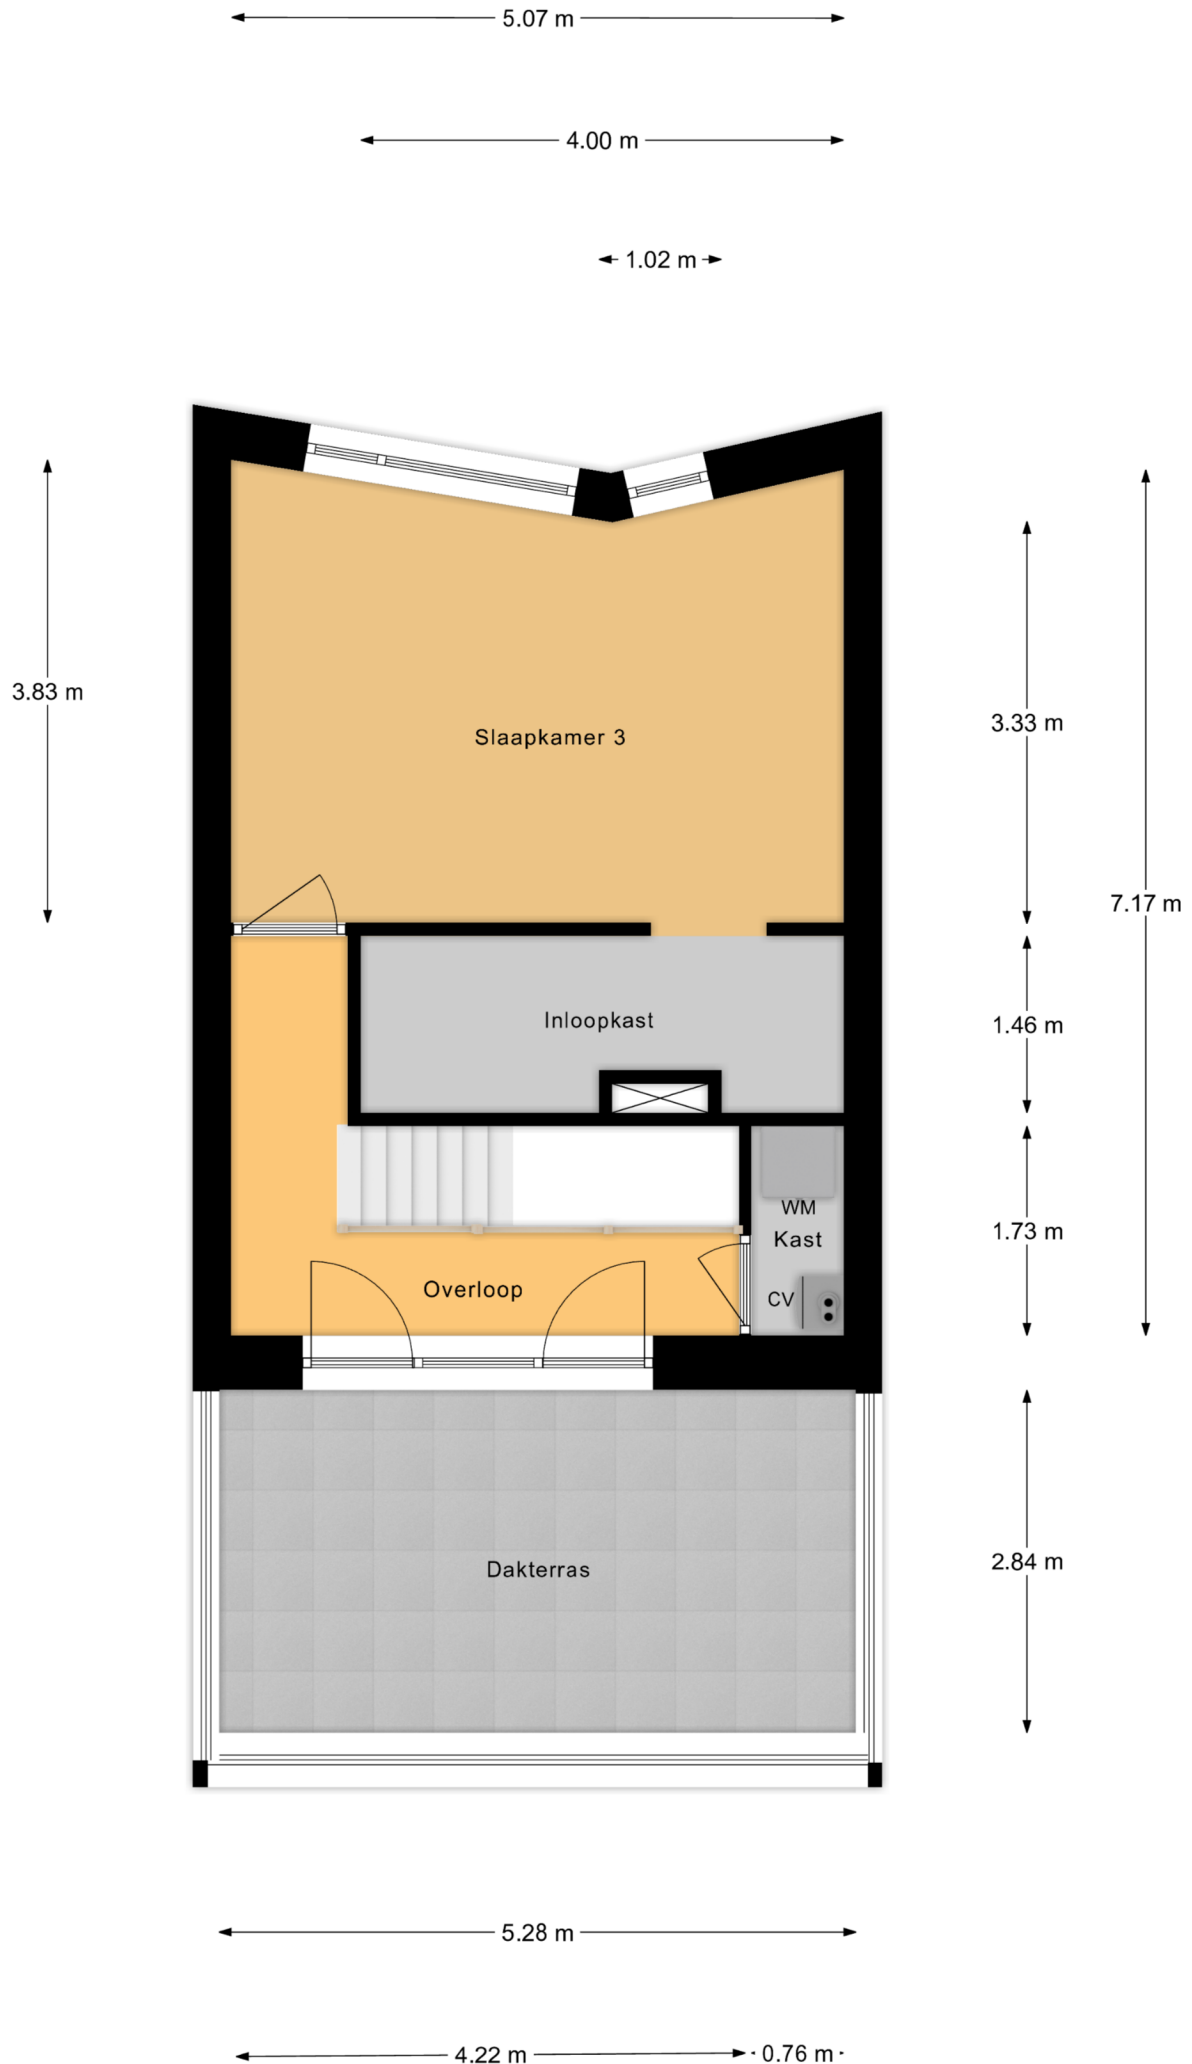 5.07 m
4.00 m
1.02 m
3.83 m
Slaapkamer 3
3.33 m
7.17 m
Inloopkast
1.46 m
WM
Kast
1.73 m
Overloop
CV
Dakterras
2.84 m
5.28 m
4.22 m
0.76 m